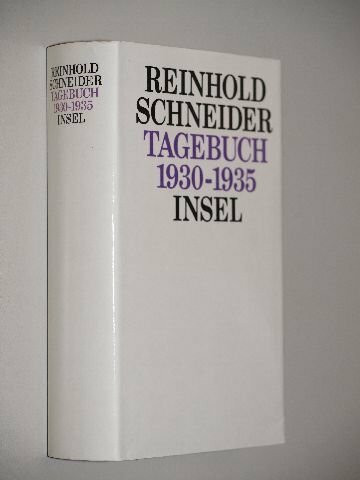 REINHOLD
SCHNEIDER
TAGEBUCH
1930-1935
INSEL
REINHOLD
SCHNEIDER
TAGEBUCH
1930-1935
INSEL